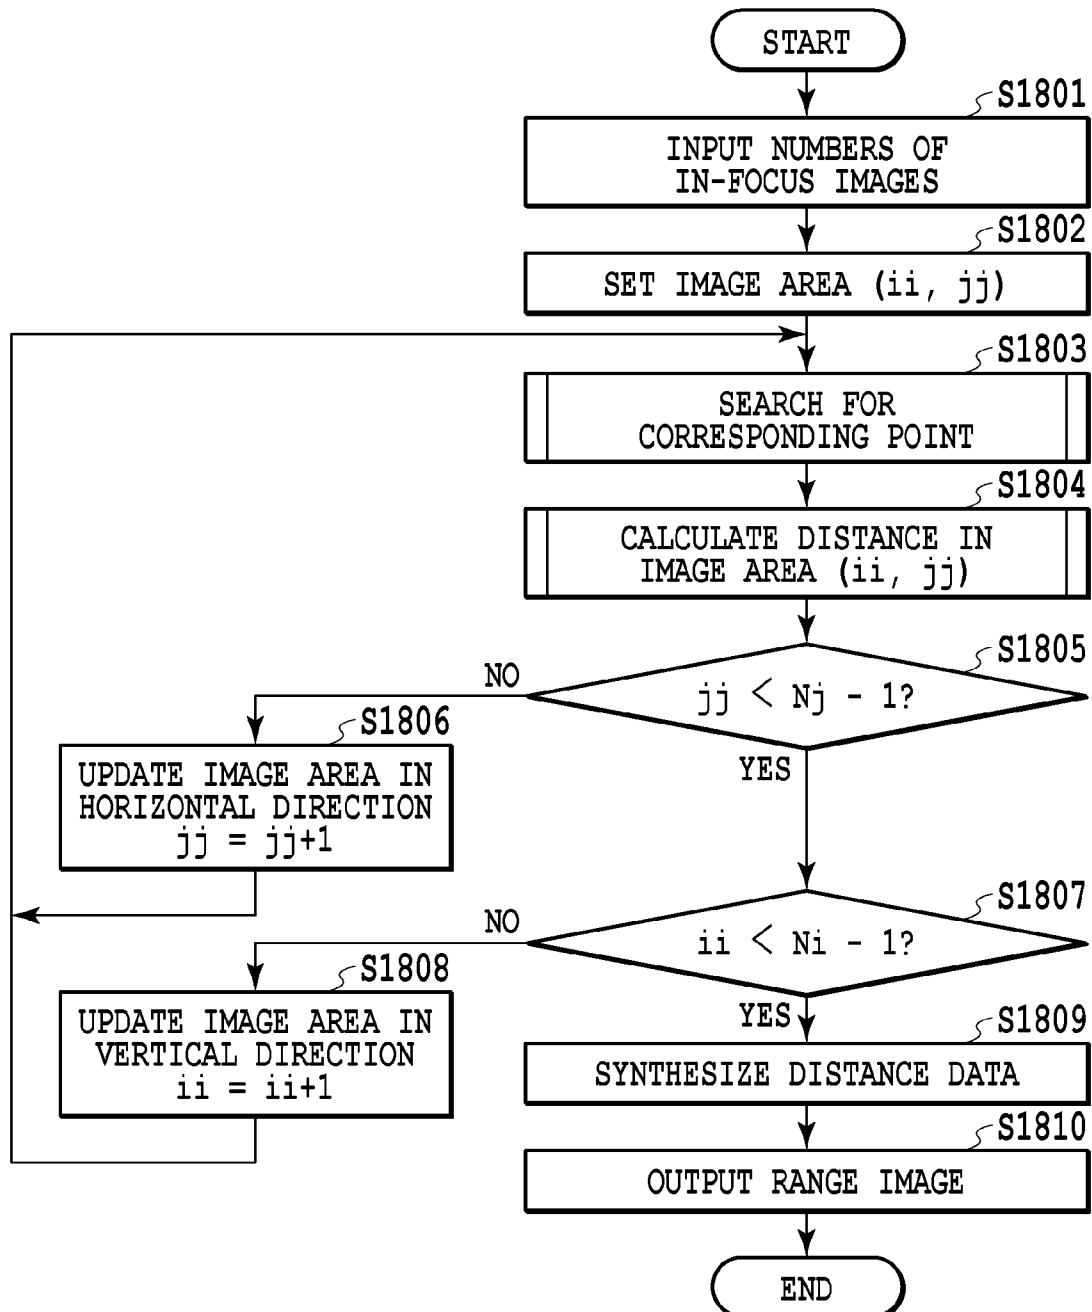 START
S1801
INPUT NUMBERS OF
IN-FOCUS IMAGES
S1802
SET IMAGE AREA (ii, jj)
S1803
SEARCH FOR
CORRESPONDING POINT
S1804
CALCULATE DISTANCE IN
IMAGE AREA (ii, jj)
S1805
jj < Nj - 1?
NO
YES
S1806
UPDATE IMAGE AREA IN
HORIZONTAL DIRECTION
jj = jj+1
S1807
ii < Ni - 1?
NO
YES
S1808
UPDATE IMAGE AREA IN
VERTICAL DIRECTION
ii = ii+1
S1809
SYNTHESIZE DISTANCE DATA
S1810
OUTPUT RANGE IMAGE
END